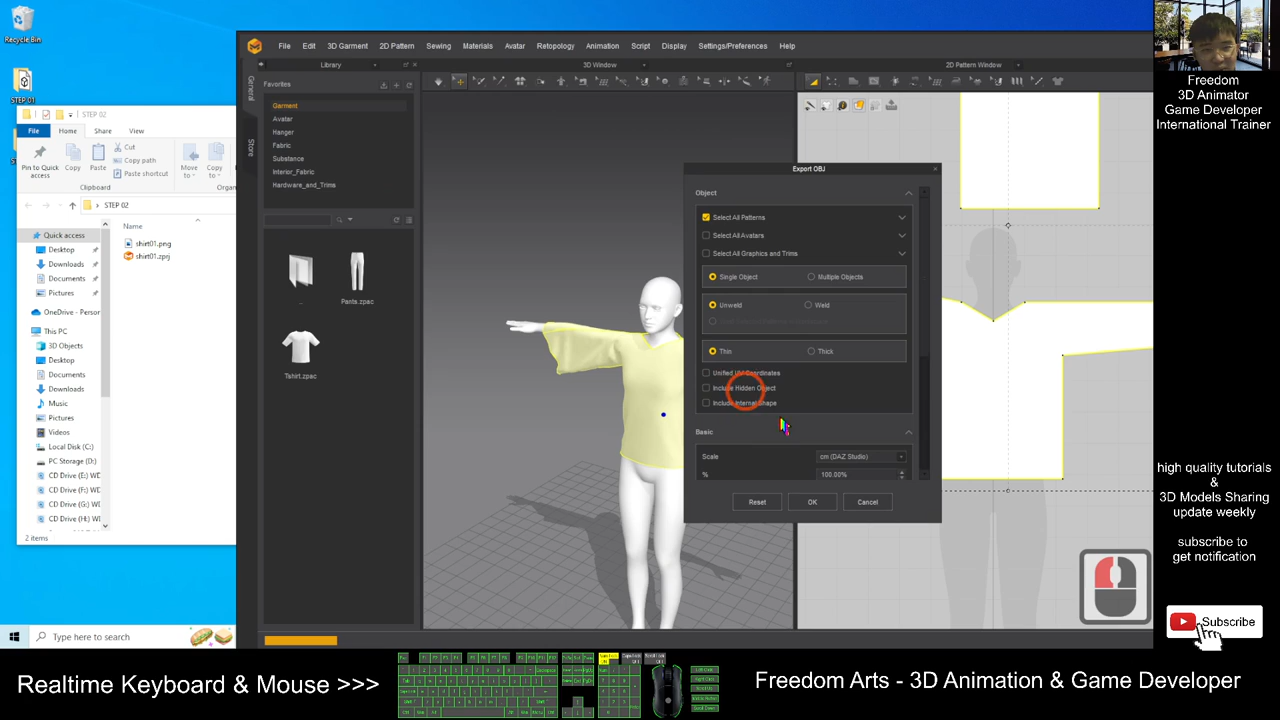 Recycle Bin
STEP 01
STEP 02
File
Home
Share
View
Pin to Quick access
Copy
Paste
Cut
Copy path
Paste shortcut
Move to
Copy to
Clipboard
Organ
STEP 02
Name
shirt01.png
shirt01.zprj
Quick access
Desktop
Downloads
Documents
Pictures
OneDrive - Person
This PC
3D Objects
Desktop
Documents
Downloads
Music
Pictures
Videos
Local Disk (C:)
PC Storage (D:)
CD Drive (E:) WD
CD Drive (F:) WD
CD Drive (G:) WD
CD Drive (H:) WD
2 items
Type here to search
File
Edit
3D Garment
2D Pattern
Sewing
Materials
Avatar
Retopology
Animation
Script
Display
Settings/Preferences
Help
Library
3D Window
2D Pattern Window
General
Store
Favorites
Garment
Avatar
Hanger
Fabric
Substance
Interior_Fabric
Hardware_and_Trims
..
Pants.zpac
Tshirt.zpac
Export OBJ
Object
Select All Patterns
Select All Avatars
Select All Graphics and Trims
Single Object
Multiple Objects
Unweld
Weld
Thin
Thick
Unified UV Coordinates
Include Hidden Object
Include Internal Shape
Basic
Scale
cm (DAZ Studio)
%
100.00%
Reset
OK
Cancel
Freedom
3D Animator
Game Developer
International Trainer
high quality tutorials
&
3D Models Sharing
update weekly
subscribe to
get notification
Subscribe
Realtime Keyboard & Mouse >>>
Freedom Arts - 3D Animation & Game Developer